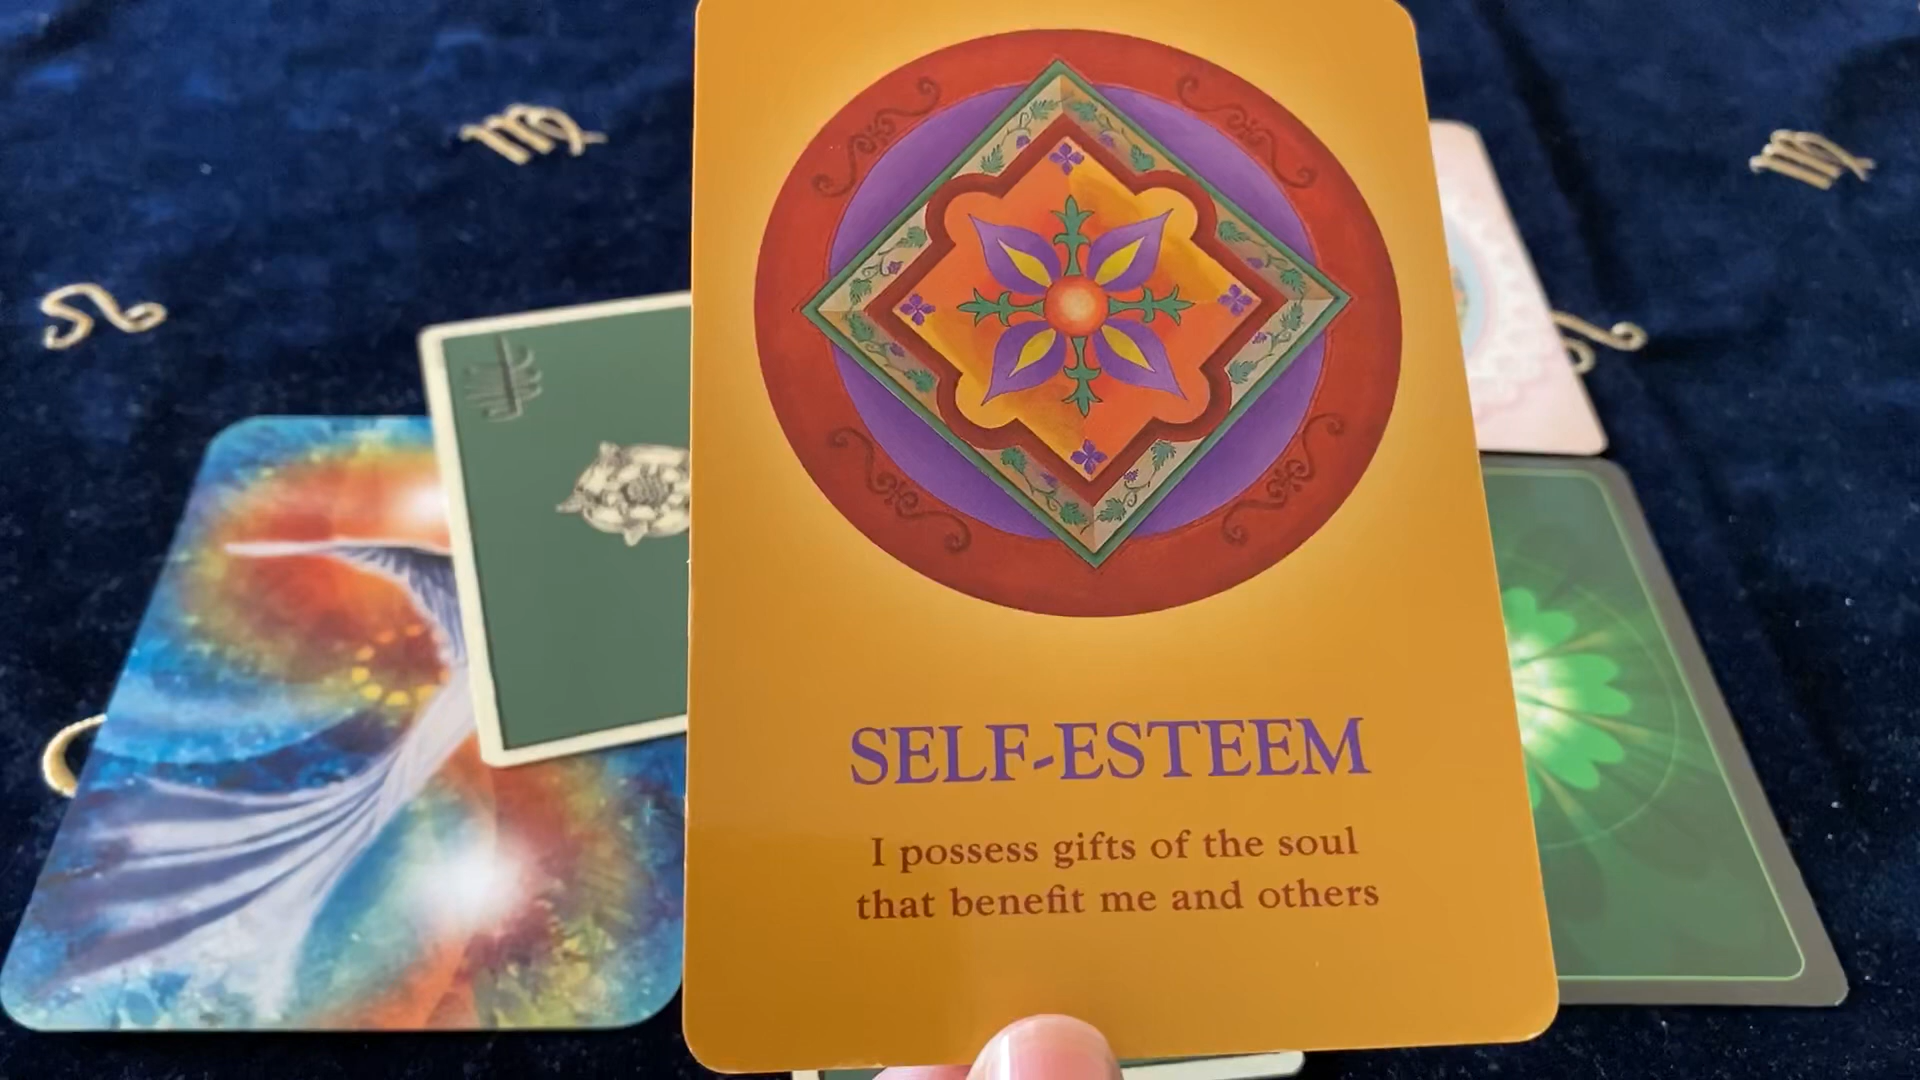 SELF-ESTEEM
I possess gifts of the soul
that benefit me and others